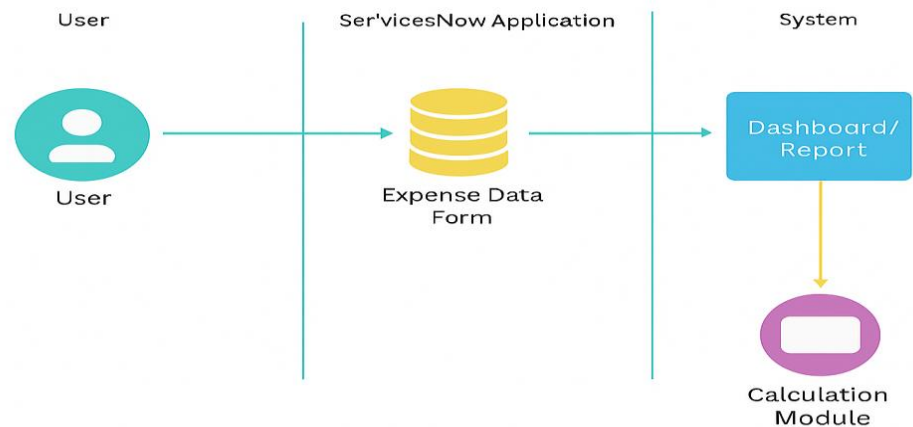 User
Ser'vicesNow Application
System
Dashboard/
Report
User
Expense Data
Form
Calculation
Module